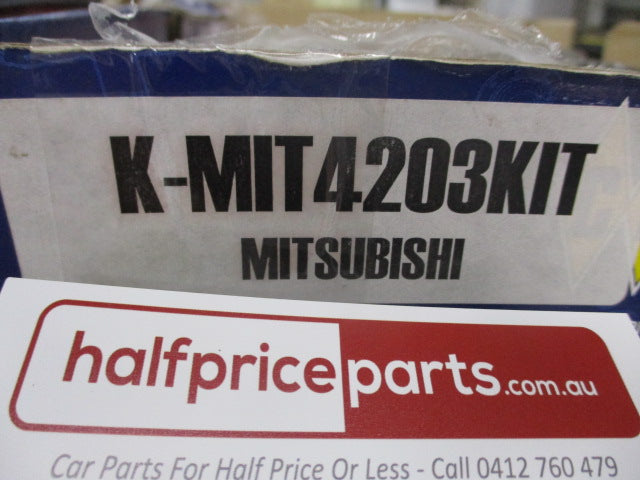 K-MIT4203KIT
MITSUBISHI
halfpriceparts.com.au
Car Parts For Half Price Or Less - Call 0412 760 479